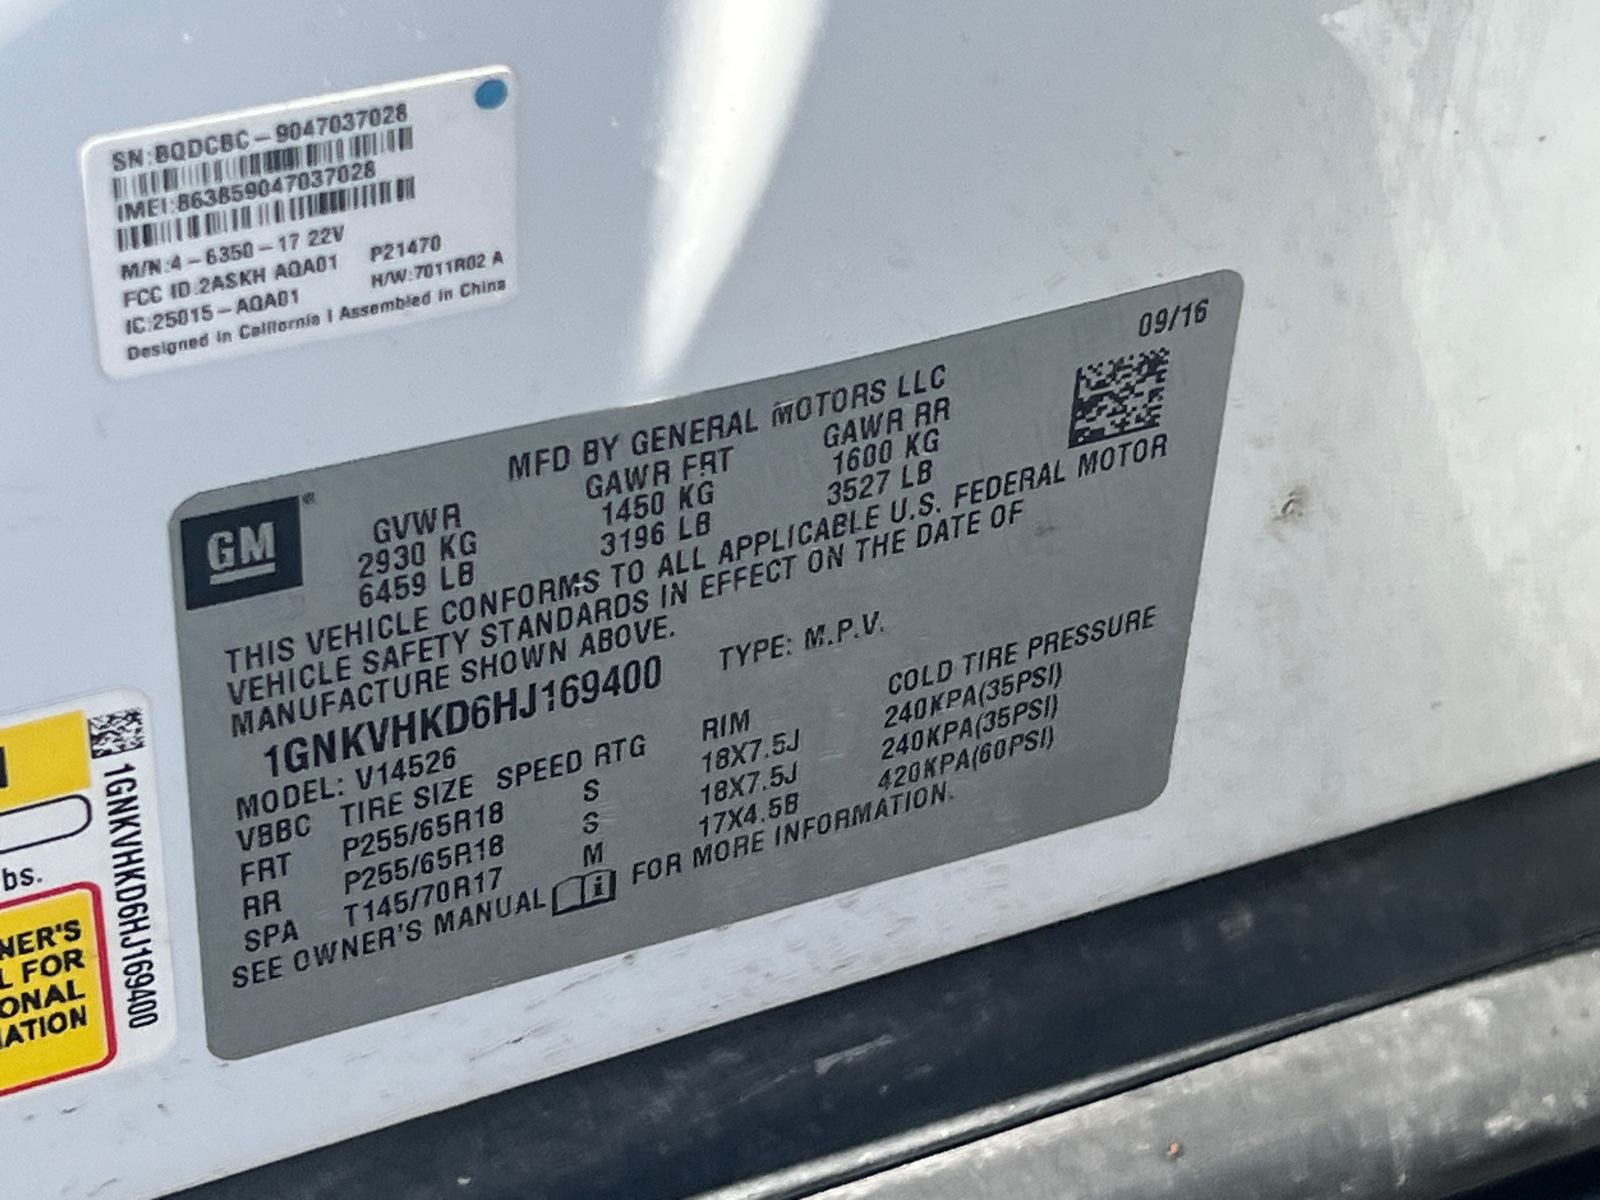 SN:BQDCBC-9047037028
IMEI:863859047037028
M/N:4-6350-17 22V
P21470
FCC ID:2ASKH AQA01
H/W:7011R02 A
IC:25015-AQA01
Designed in California | Assembled in China
09/16
MFD BY GENERAL MOTORS LLC
GM
®
GVWR
GAWR FRT
GAWR RR
2930 KG
1450 KG
1600 KG
6459 LB
3196 LB
3527 LB
THIS VEHICLE CONFORMS TO ALL APPLICABLE U.S. FEDERAL MOTOR
VEHICLE SAFETY STANDARDS IN EFFECT ON THE DATE OF
MANUFACTURE SHOWN ABOVE.
1GNKVHKD6HJ169400
TYPE: M.P.V.
MODEL: V14526
VBBC TIRE SIZE SPEED RTG RIM COLD TIRE PRESSURE
FRT P255/65R18 S 18X7.5J 240KPA(35PSI)
RR P255/65R18 S 18X7.5J 240KPA(35PSI)
SPA T145/70R17 M 17X4.5B 420KPA(60PSI)
SEE OWNER'S MANUAL FOR MORE INFORMATION.
1GNKVHKD6HJ169400
bs.
NER'S
L FOR
ONAL
ATION